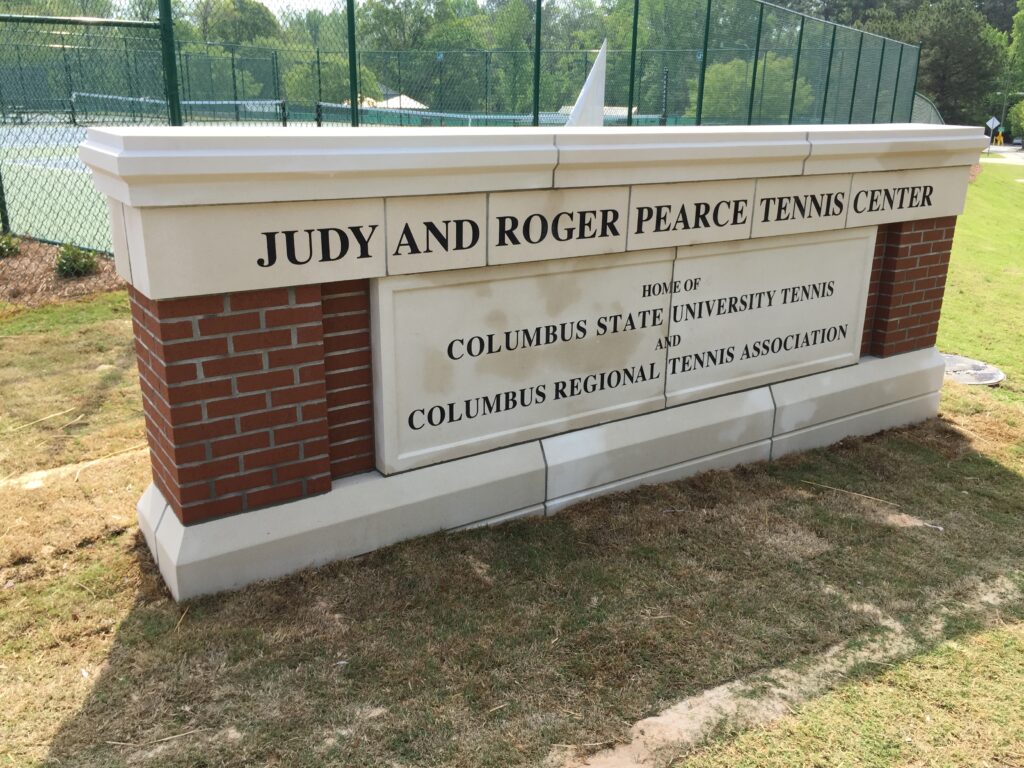 JUDY AND ROGER PEARCE TENNIS CENTER
HOME OF
COLUMBUS STATE UNIVERSITY TENNIS
AND
COLUMBUS REGIONAL TENNIS ASSOCIATION